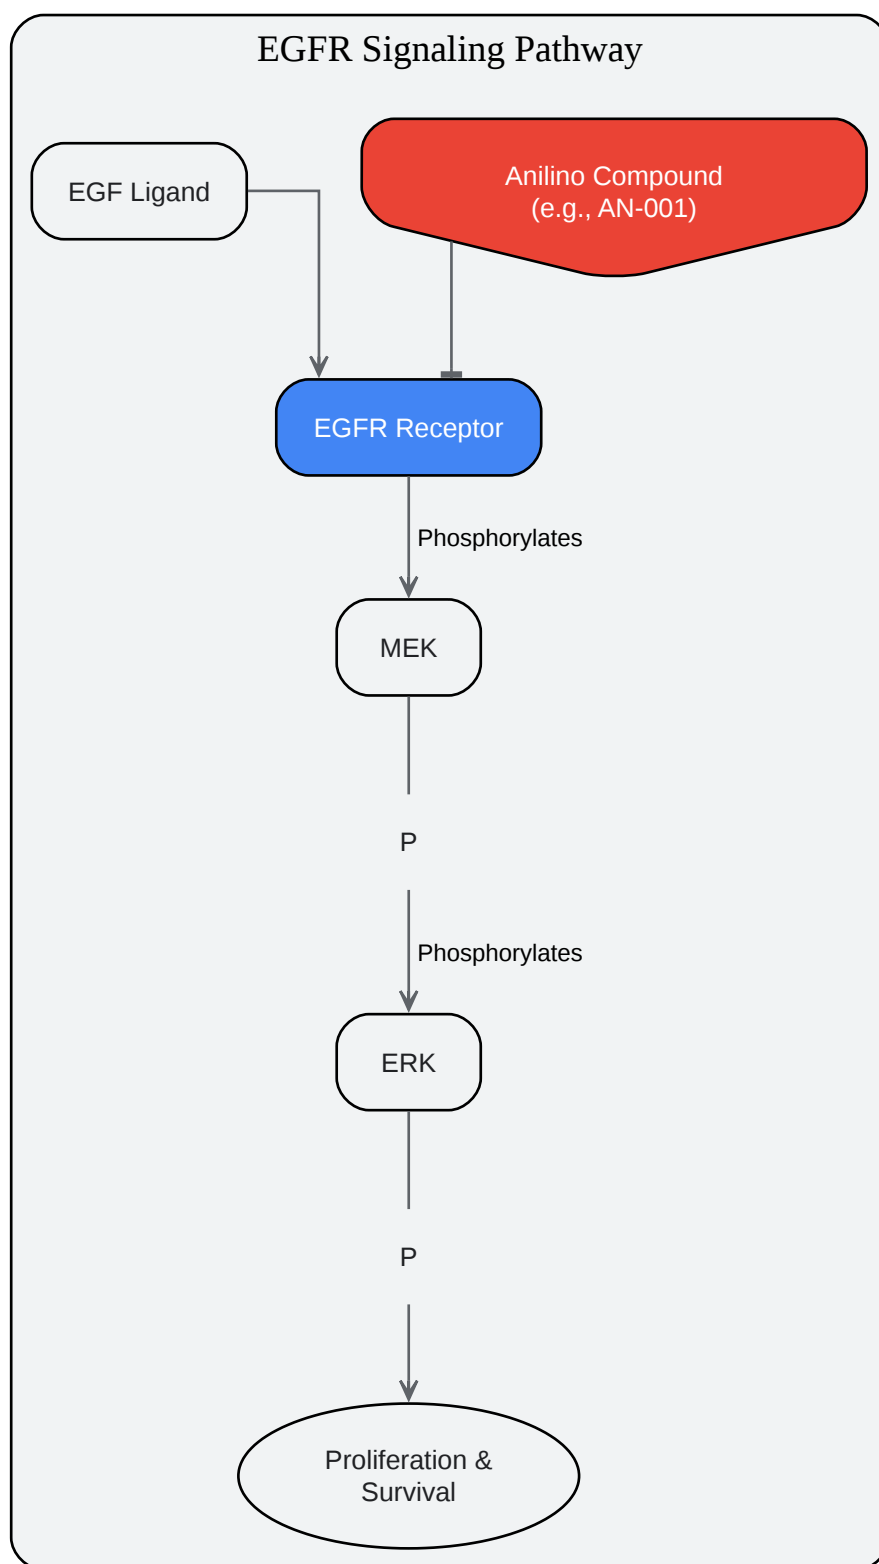 EGFR Signaling Pathway
EGF Ligand
Anilino Compound
(e.g., AN-001)
EGFR Receptor
Phosphorylates
MEK
P
Phosphorylates
ERK
P
Proliferation &
Survival